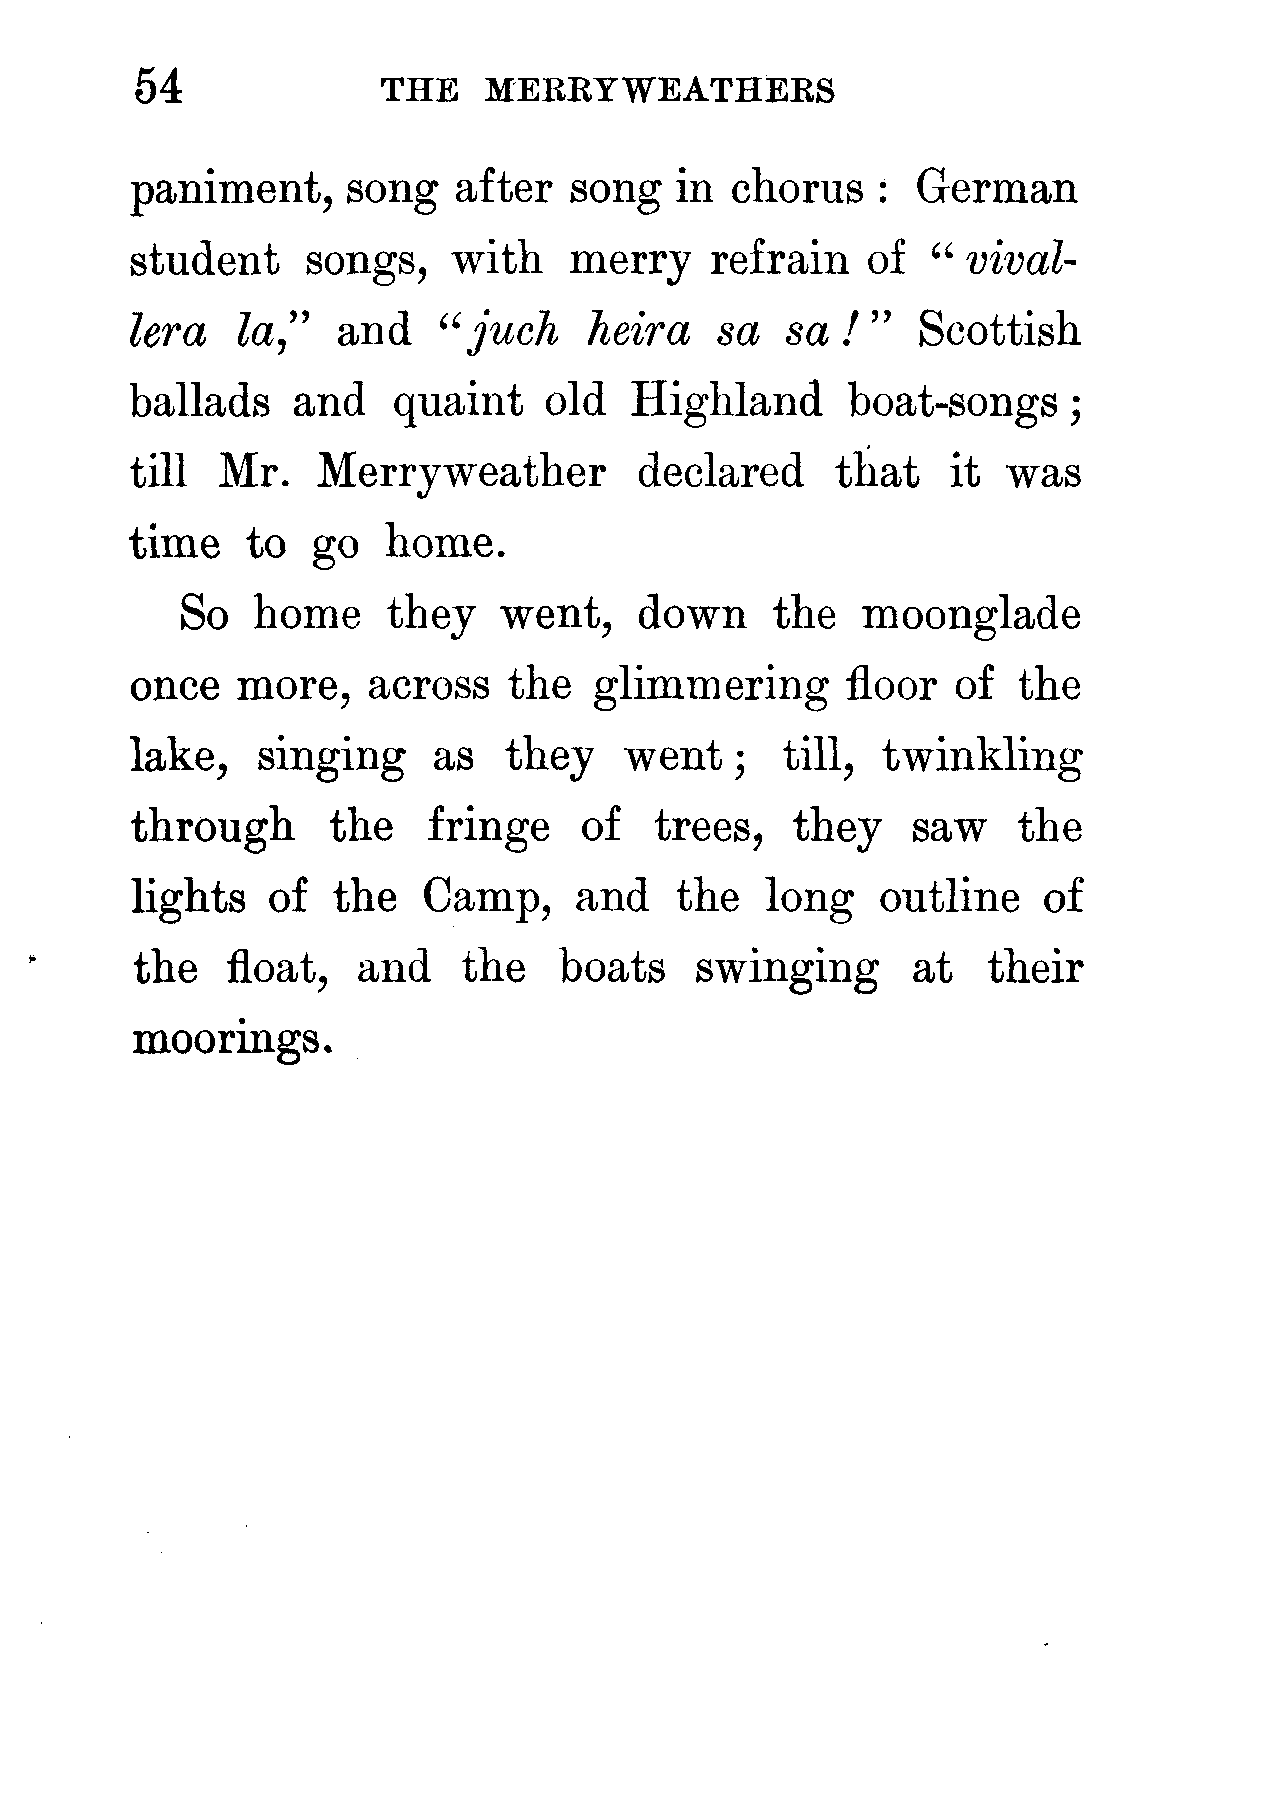 54 THE MERRYWEATHERS
paniment, song after song in chorus : German
student songs, with merry refrain of “ vival-
lera la,” and “juch heira sa sa ! ” Scottish
ballads and quaint old Highland boat-songs ;
till Mr. Merryweather declared that it was
time to go home.
So home they went, down the moonglade
once more, across the glimmering floor of the
lake, singing as they went ; till, twinkling
through the fringe of trees, they saw the
lights of the Camp, and the long outline of
the float, and the boats swinging at their
moorings.